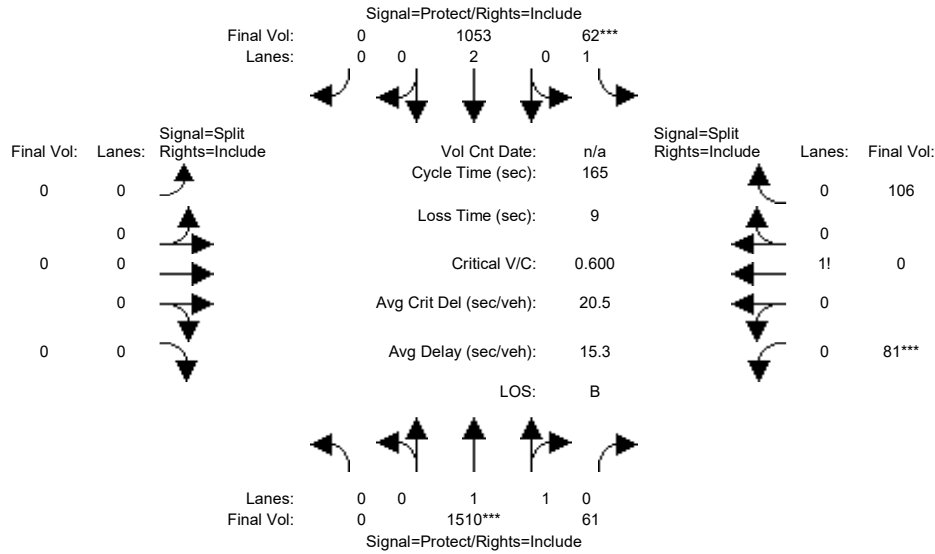 Signal=Protect/Rights=Include
Final Vol: 0 1053 62***
Lanes: 0 0 2 0 1
Signal=Split Signal=Split
Final Vol: Lanes: Rights=Include Vol Cnt Date: n/a Rights=Include Lanes: Final Vol:
Cycle Time (sec): 165
0 0 0 106
Loss Time (sec): 9
0 0
0 0 Critical V/C: 0.600 1! 0
0 Avg Crit Del (sec/veh): 20.5 0
0 0 Avg Delay (sec/veh): 15.3 0 81***
LOS: B
Lanes: 0 0 1 1 0
Final Vol: 0 1510*** 61
Signal=Protect/Rights=Include